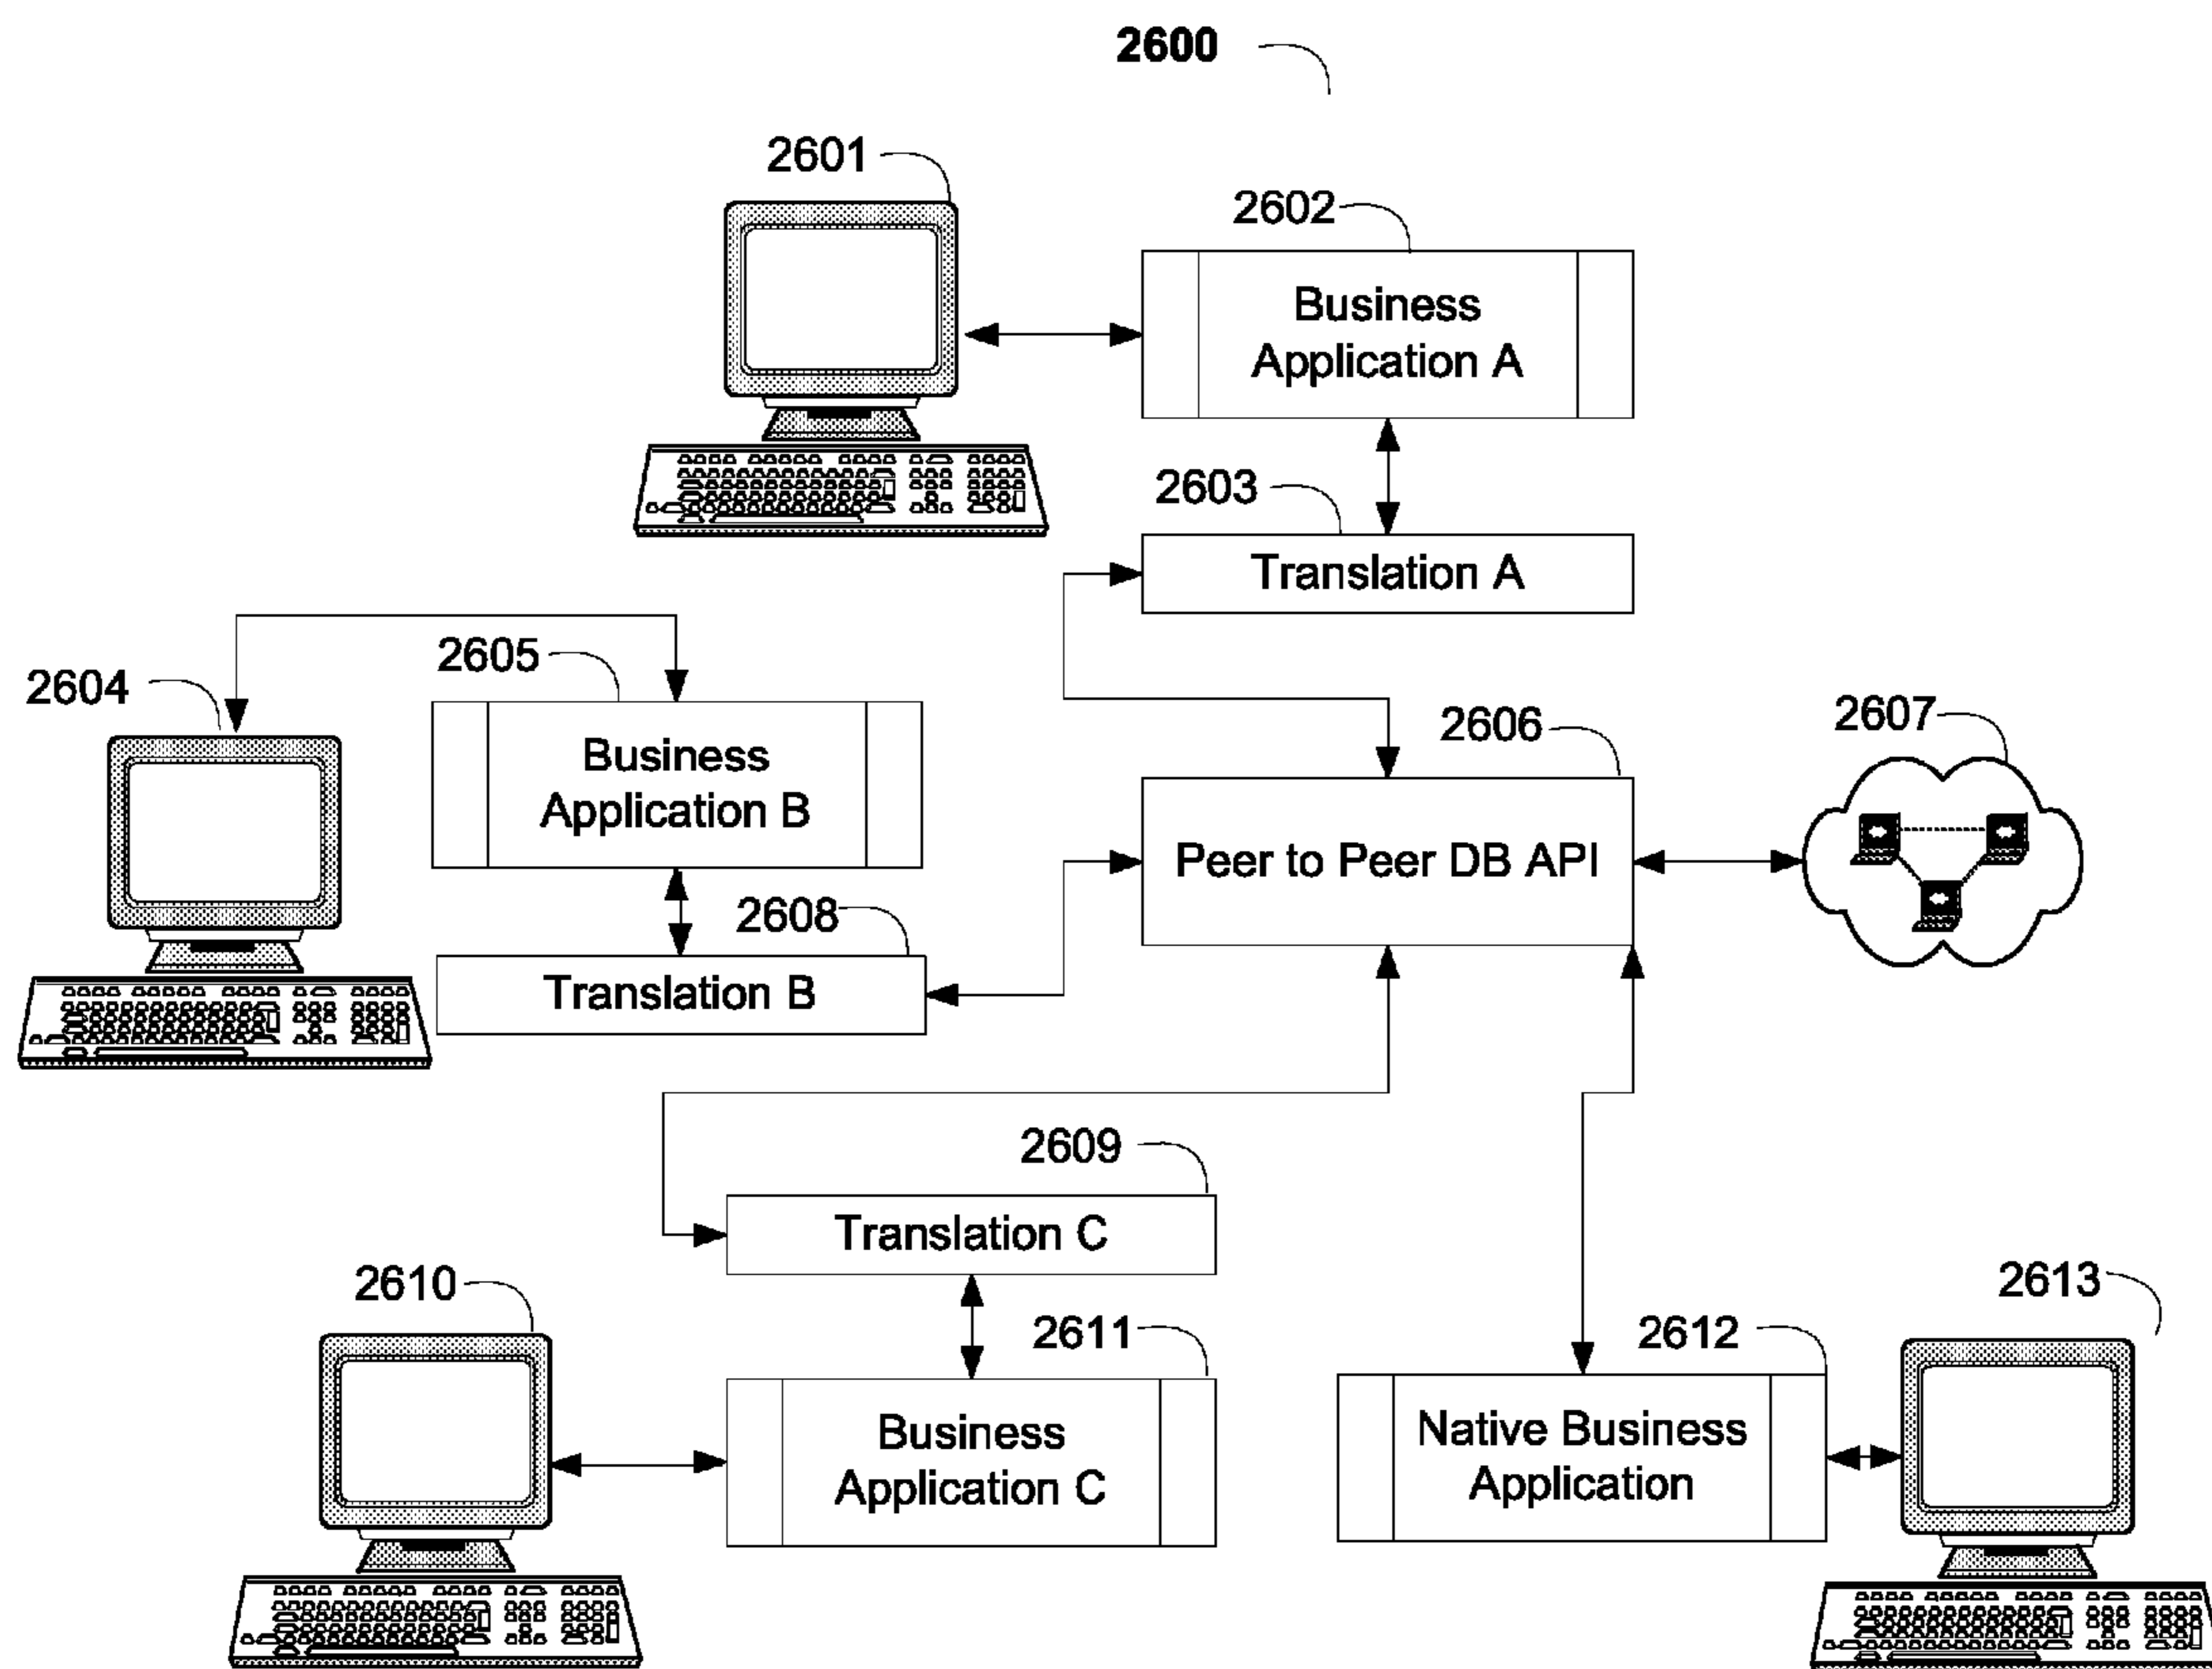 2600
2601
2602
Business
Application A
2603
Translation A
2604
2605
Business
Application B
2606
2607
Peer to Peer DB API
2608
Translation B
2609
Translation C
2610
2611
Business
Application C
2612
2613
Native Business
Application